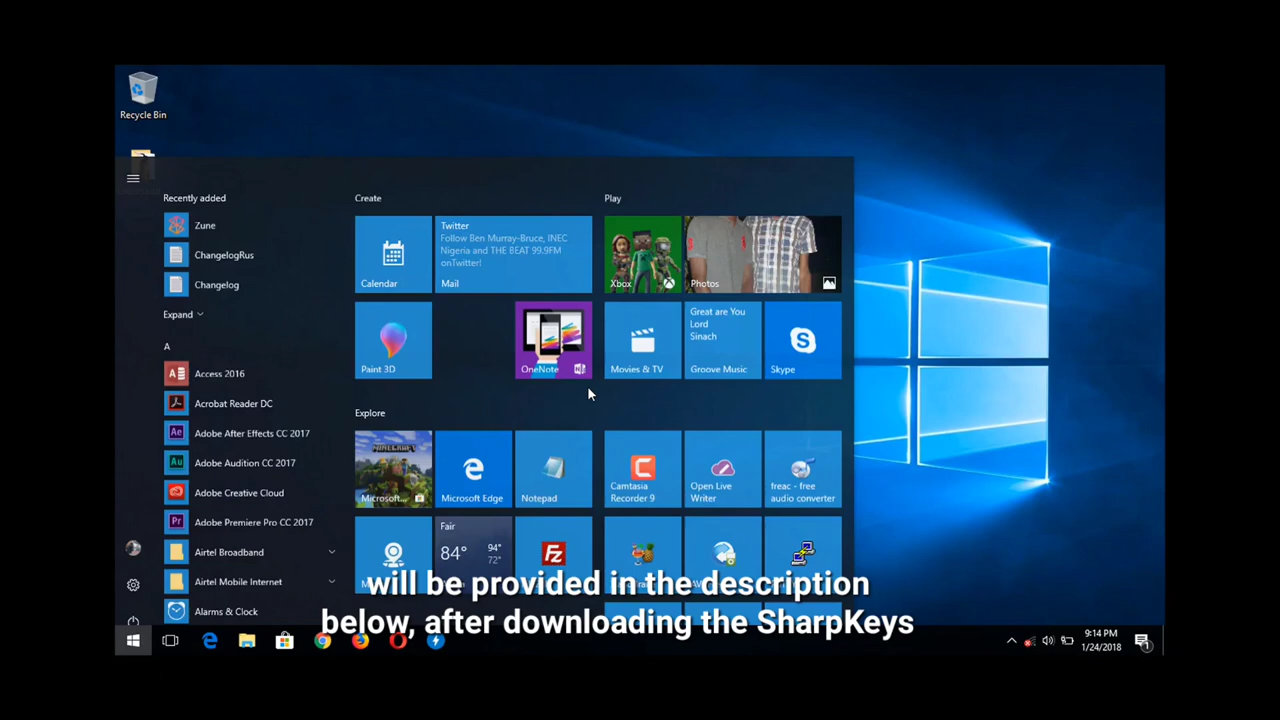 Recycle Bin
Recently added
Zune
ChangelogRus
Changelog
Expand
A
Access 2016
Acrobat Reader DC
Adobe After Effects CC 2017
Adobe Audition CC 2017
Adobe Creative Cloud
Adobe Premiere Pro CC 2017
Airtel Broadband
Airtel Mobile Internet
Alarms & Clock
Create
Calendar
Twitter
Follow Ben Murray-Bruce, INEC
Nigeria and THE BEAT 99.9FM
onTwitter!
Mail
Paint 3D
OneNote
Play
Xbox
Photos
Movies & TV
Great are You
Lord
Sinach
Groove Music
Skype
Explore
MINECRAFT
Microsoft...
Microsoft Edge
Notepad
Camtasia
Recorder 9
Open Live
Writer
freac - free
audio converter
Fair
84° 94°
72°
Fz
will be provided in the description
below, after downloading the SharpKeys
9:14 PM
1/24/2018
1